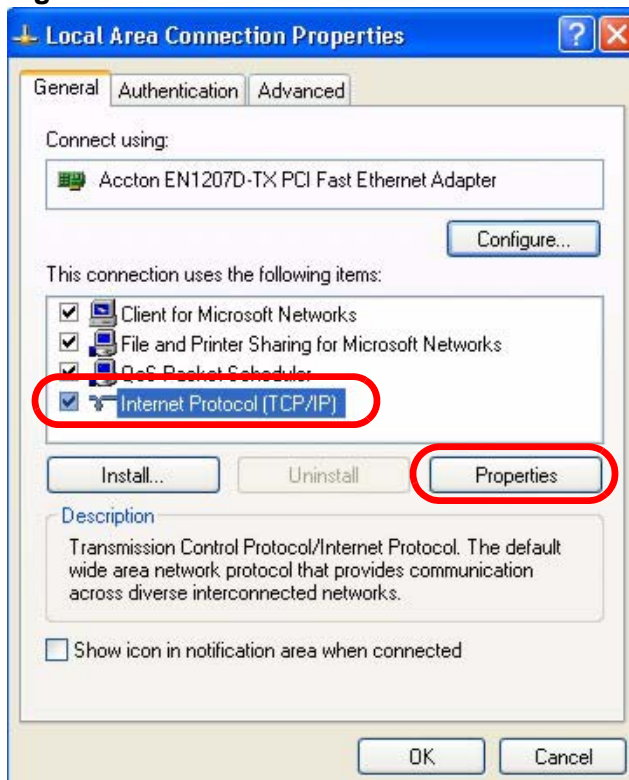 Local Area Connection Properties
General Authentication Advanced
Connect using:
Accton EN1207D-TX PCI Fast Ethernet Adapter
Configure...
This connection uses the following items:
Client for Microsoft Networks
File and Printer Sharing for Microsoft Networks
QoS Packet Scheduler
Internet Protocol (TCP/IP)
Install... Uninstall Properties
Description
Transmission Control Protocol/Internet Protocol. The default
wide area network protocol that provides communication
across diverse interconnected networks.
Show icon in notification area when connected
OK Cancel